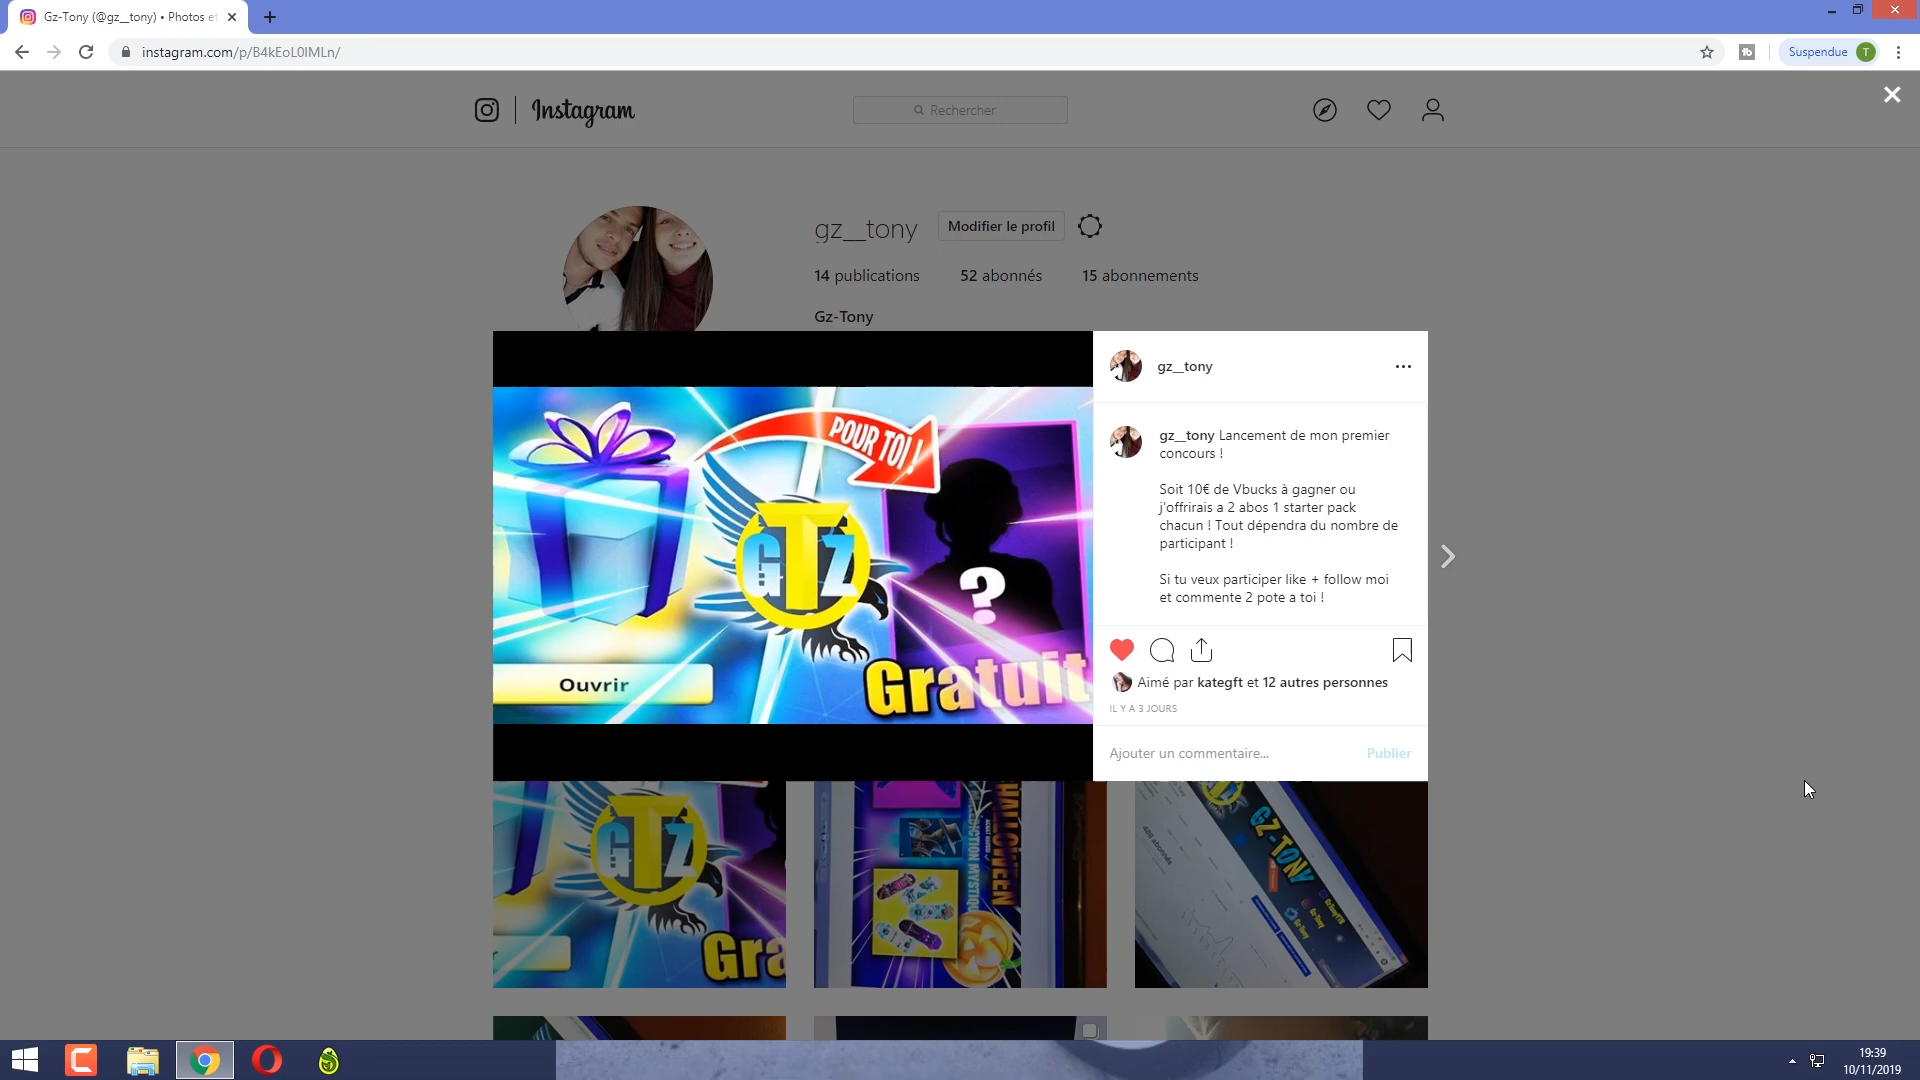 Gz-Tony (@gz__tony) • Photos et
instagram.com/p/B4kEoL0IMLn/
Suspendue
T
Instagram
Rechercher
gz__tony
Modifier le profil
14 publications
52 abonnés
15 abonnements
Gz-Tony
POUR TOI !
GTZ
?
Ouvrir
Gratuit
gz__tony
gz__tony Lancement de mon premier
concours !
Soit 10€ de Vbucks à gagner ou
j'offrirais a 2 abos 1 starter pack
chacun ! Tout dépendra du nombre de
participant !
Si tu veux participer like + follow moi
et commente 2 pote a toi !
Aimé par kategft et 12 autres personnes
IL Y A 3 JOURS
Ajouter un commentaire...
Publier
GTZ
Gra
HALLOWEEN
GZ-TONY
19:39
10/11/2019